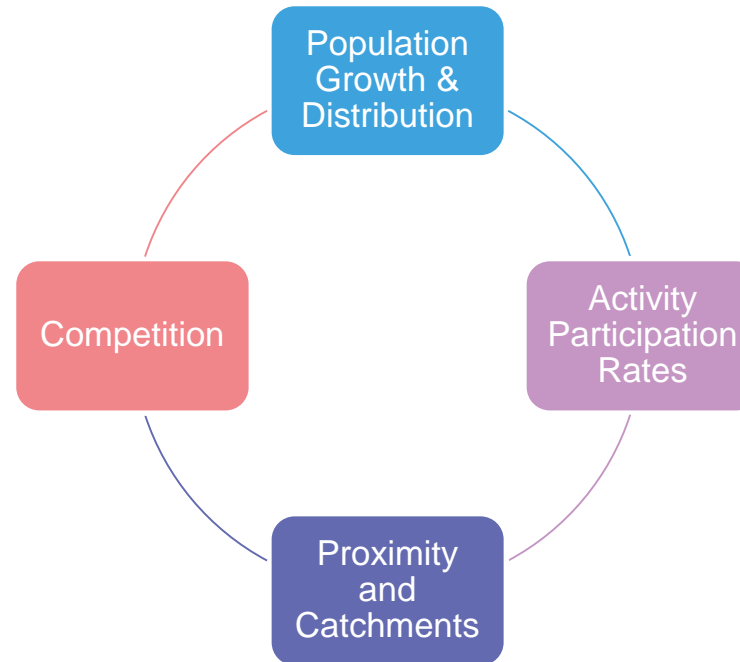 Population
Growth &
Distribution
Competition
Activity
Participation
Rates
Proximity
and
Catchments